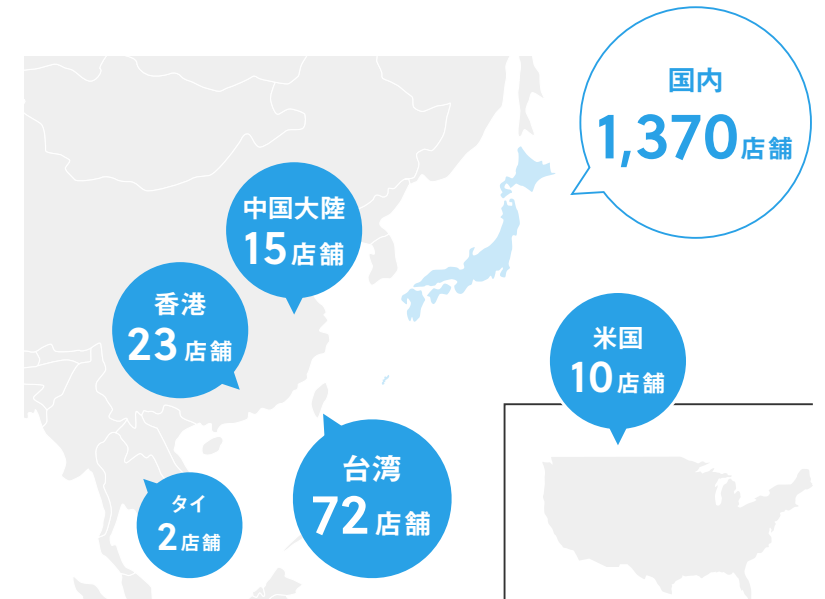 国内
1,370店舗
中国大陸
15店舗
香港
23店舗
米国
10店舗
台湾
72店舗
タイ
2店舗